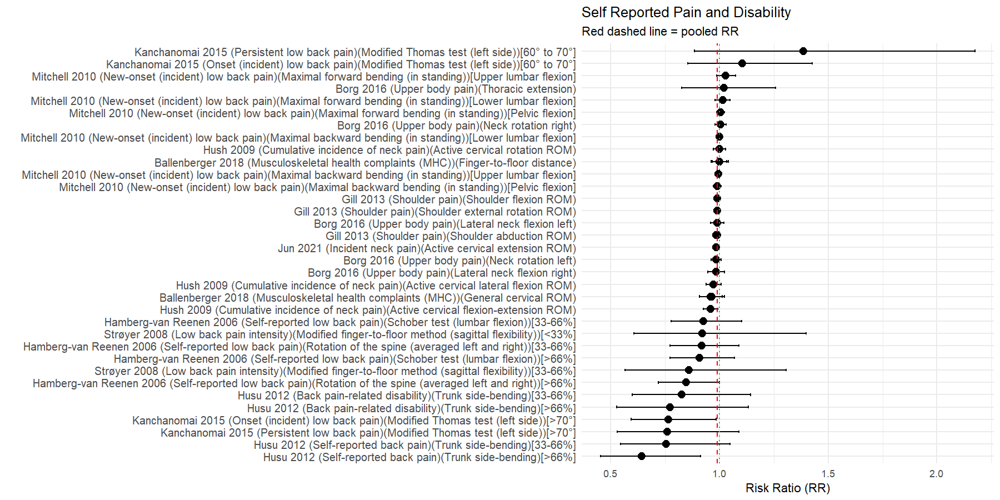 Self Reported Pain and Disability
Red dashed line = pooled RR
Kanchanomai 2015 (Persistent low back pain)(Modified Thomas test (left side))[60° to 70°]
Kanchanomai 2015 (Onset (incident) low back pain)(Modified Thomas test (left side))[60° to 70°]
Mitchell 2010 (New-onset (incident) low back pain)(Maximal forward bending (in standing))[Upper lumbar flexion]
Borg 2016 (Upper body pain)(Thoracic extension)
Mitchell 2010 (New-onset (incident) low back pain)(Maximal forward bending (in standing))[Lower lumbar flexion]
Mitchell 2010 (New-onset (incident) low back pain)(Maximal forward bending (in standing))[Pelvic flexion]
Borg 2016 (Upper body pain)(Neck rotation right)
Mitchell 2010 (New-onset (incident) low back pain)(Maximal backward bending (in standing))[Lower lumbar flexion]
Hush 2009 (Cumulative incidence of neck pain)(Active cervical rotation ROM)
Ballenberger 2018 (Musculoskeletal health complaints (MHC))(Finger-to-floor distance)
Mitchell 2010 (New-onset (incident) low back pain)(Maximal backward bending (in standing))[Upper lumbar flexion]
Mitchell 2010 (New-onset (incident) low back pain)(Maximal backward bending (in standing))[Pelvic flexion]
Gill 2013 (Shoulder pain)(Shoulder flexion ROM)
Gill 2013 (Shoulder pain)(Shoulder external rotation ROM)
Borg 2016 (Upper body pain)(Lateral neck flexion left)
Gill 2013 (Shoulder pain)(Shoulder abduction ROM)
Jun 2021 (Incident neck pain)(Active cervical extension ROM)
Borg 2016 (Upper body pain)(Neck rotation left)
Borg 2016 (Upper body pain)(Lateral neck flexion right)
Hush 2009 (Cumulative incidence of neck pain)(Active cervical lateral flexion ROM)
Ballenberger 2018 (Musculoskeletal health complaints (MHC))(General cervical ROM)
Hush 2009 (Cumulative incidence of neck pain)(Active cervical flexion-extension ROM)
Hamberg-van Reenen 2006 (Self-reported low back pain)(Schober test (lumbar flexion))[33-66%]
Strøyer 2008 (Low back pain intensity)(Modified finger-to-floor method (sagittal flexibility))[<33%]
Hamberg-van Reenen 2006 (Self-reported low back pain)(Rotation of the spine (averaged left and right))[33-66%]
Hamberg-van Reenen 2006 (Self-reported low back pain)(Schober test (lumbar flexion))[>66%]
Strøyer 2008 (Low back pain intensity)(Modified finger-to-floor method (sagittal flexibility))[33-66%]
Hamberg-van Reenen 2006 (Self-reported low back pain)(Rotation of the spine (averaged left and right))[>66%]
Husu 2012 (Back pain-related disability)(Trunk side-bending)[33-66%]
Husu 2012 (Back pain-related disability)(Trunk side-bending)[>66%]
Kanchanomai 2015 (Onset (incident) low back pain)(Modified Thomas test (left side))[>70°]
Kanchanomai 2015 (Persistent low back pain)(Modified Thomas test (left side))[>70°]
Husu 2012 (Self-reported back pain)(Trunk side-bending)[33-66%]
Husu 2012 (Self-reported back pain)(Trunk side-bending)[>66%]
0.5 1.0 1.5 2.0
Risk Ratio (RR)